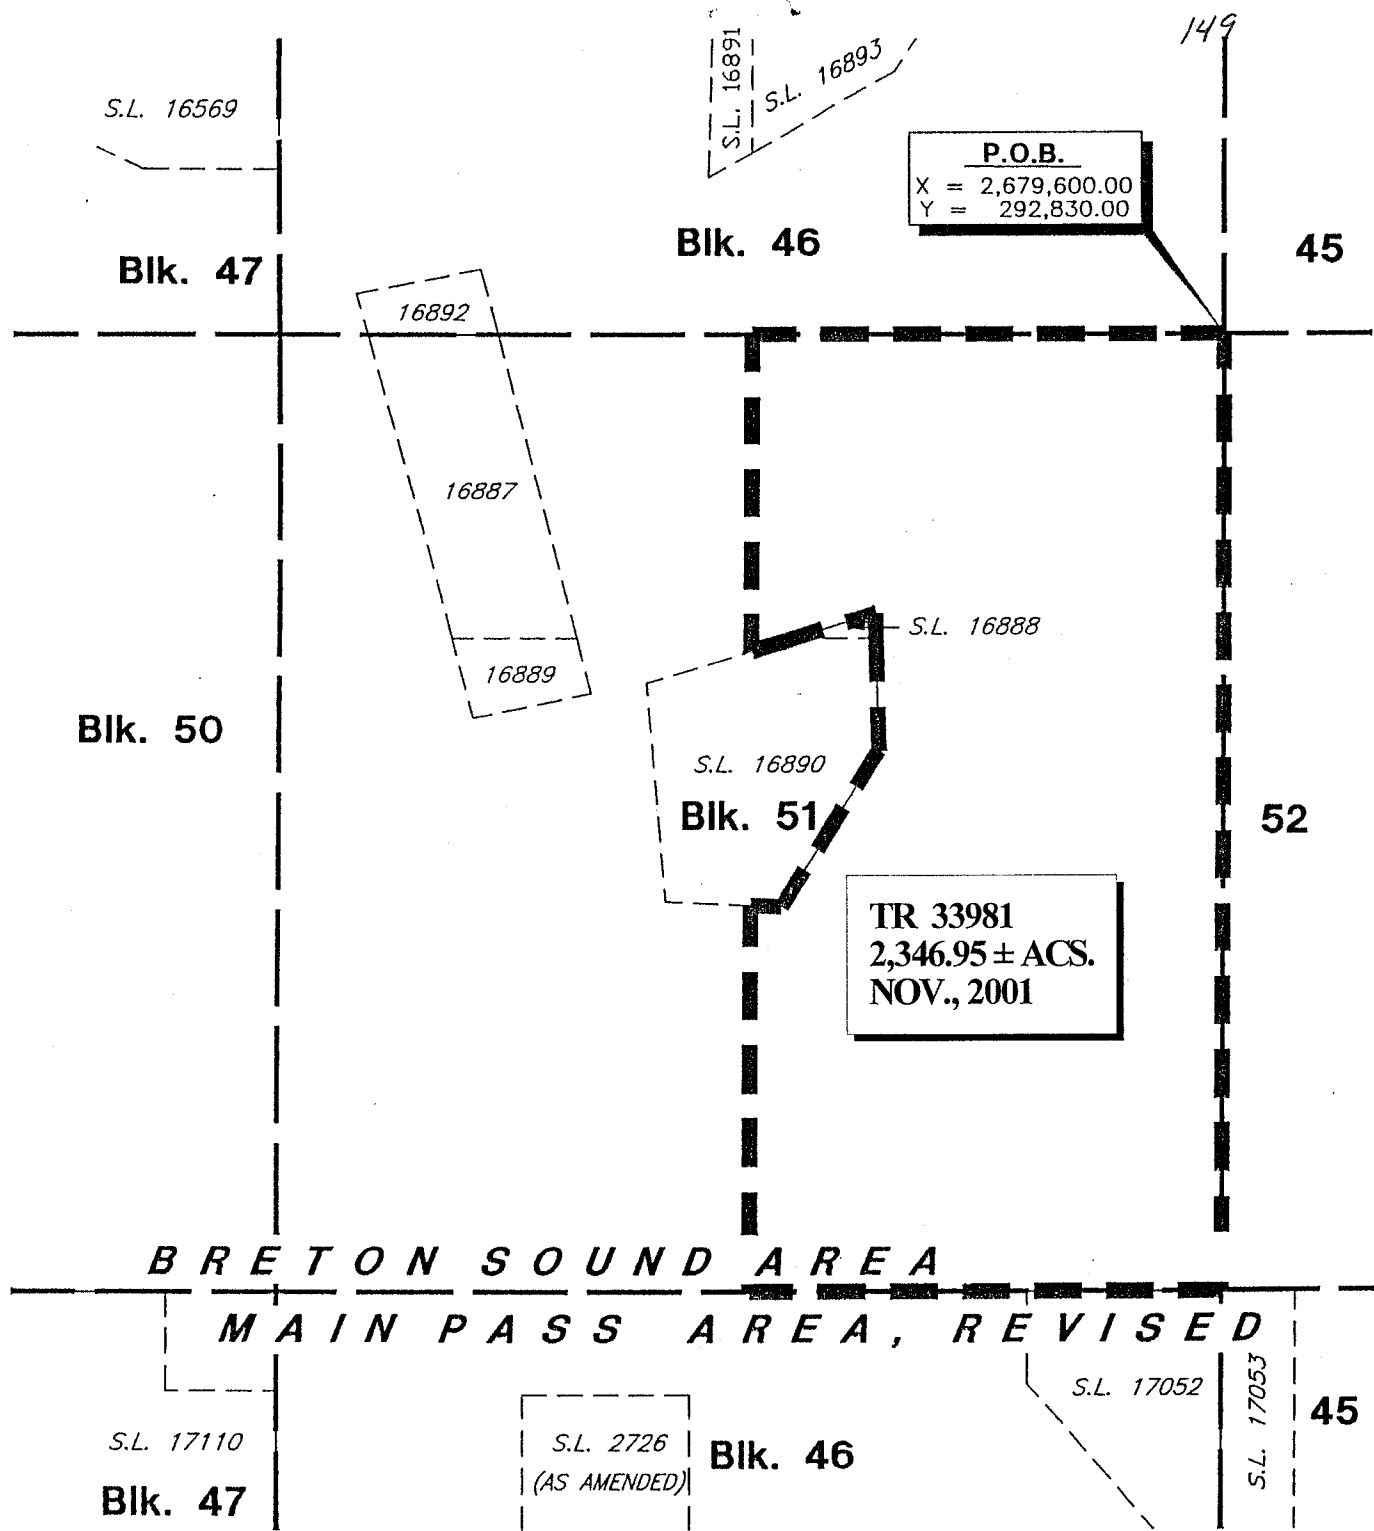 149
S.L. 16569
S.L. 16891
S.L. 16893
P.O.B.
X = 2,679,600.00
Y = 292,830.00
Blk. 47
Blk. 46
45
16892
16887
S.L. 16888
16889
Blk. 50
S.L. 16890
Blk. 51
52
TR 33981
2,346.95 ± ACS.
NOV., 2001
BRETON SOUND AREA
MAIN PASS AREA, REVISED
S.L. 17052
S.L. 17053
45
S.L. 17110
S.L. 2726
(AS AMENDED)
Blk. 46
Blk. 47